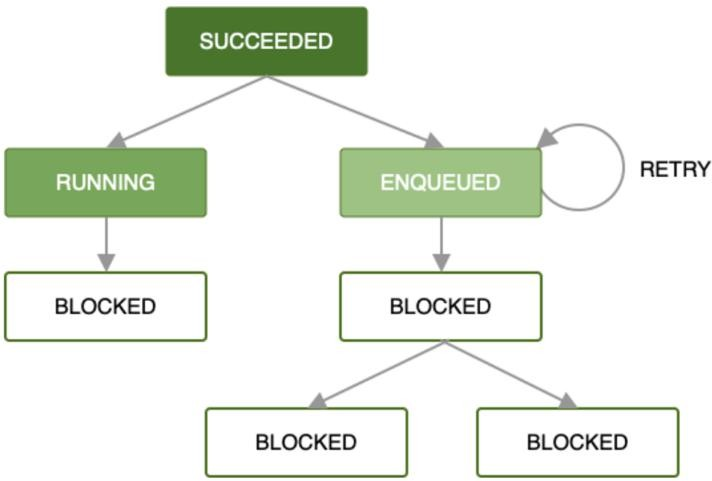 SUCCEEDED
RUNNING
ENQUEUED
RETRY
BLOCKED
BLOCKED
BLOCKED
BLOCKED